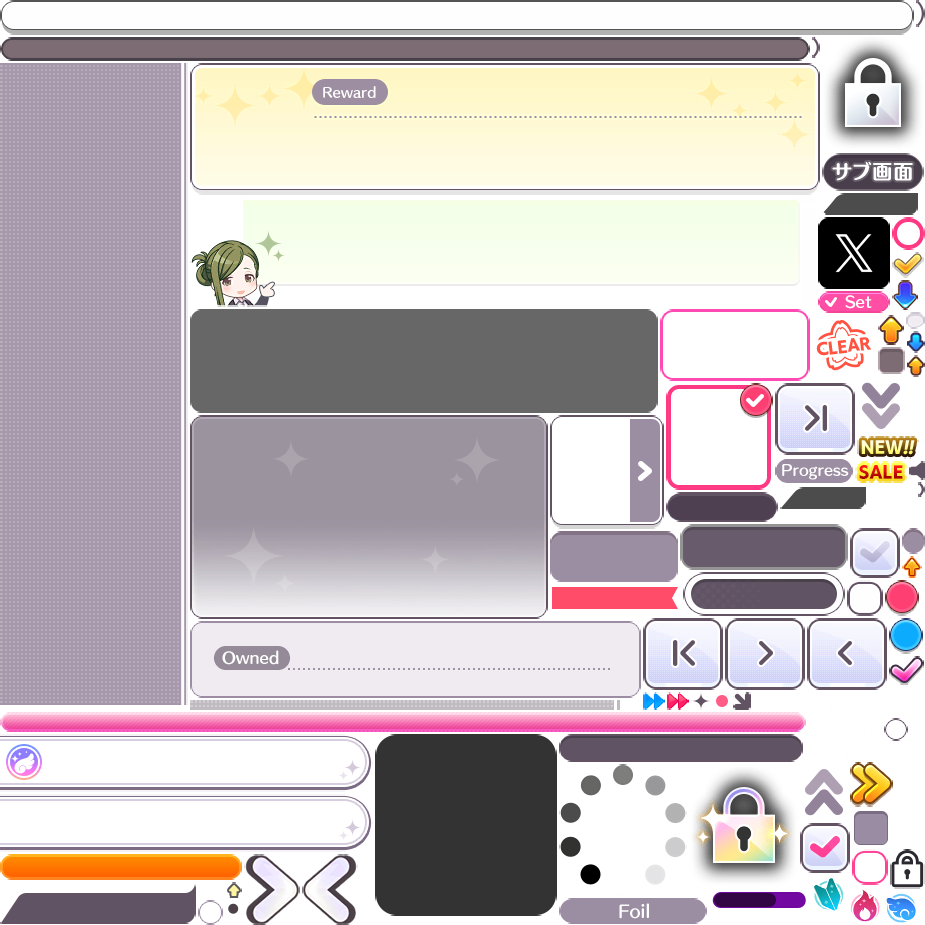 Reward
サブ画面
Set
CLEAR
NEW!!
Progress
SALE
Owned
Foil